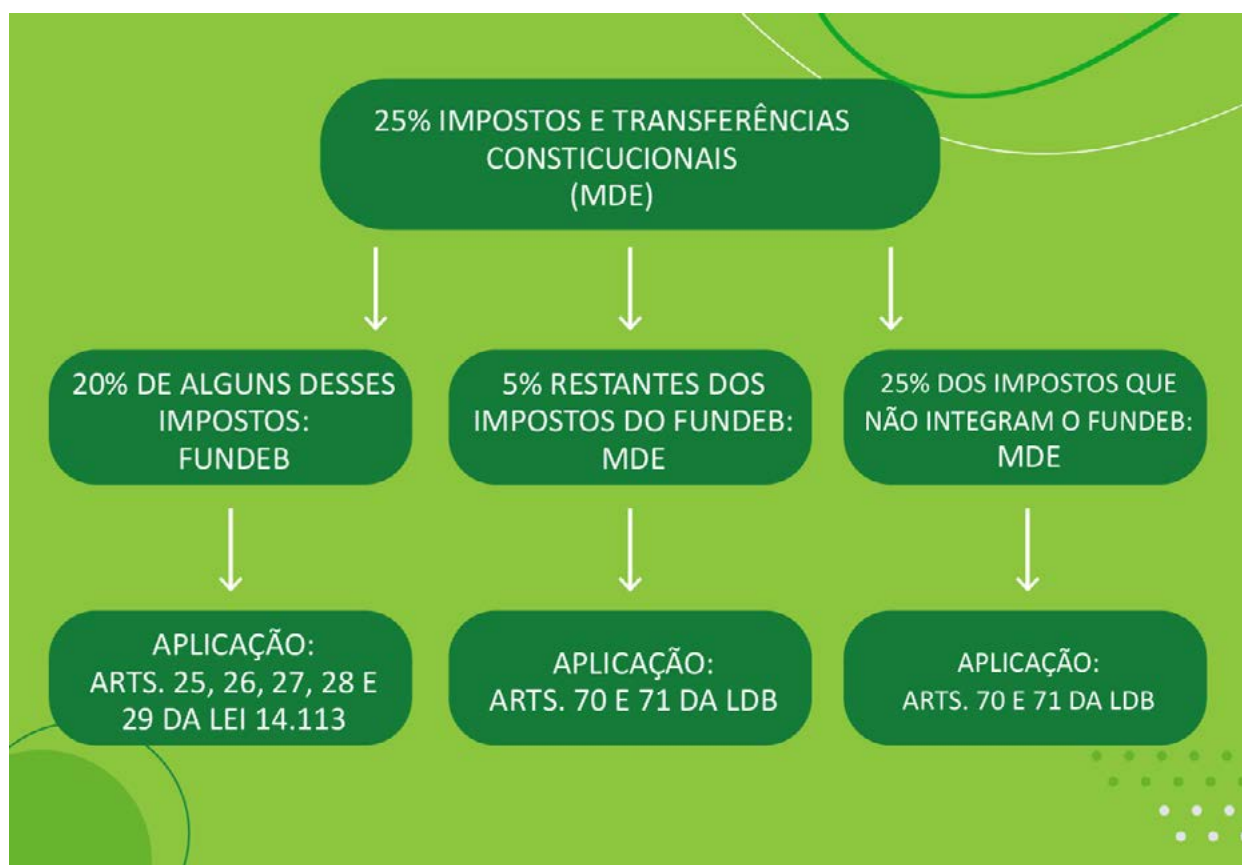 25% IMPOSTOS E TRANSFERÊNCIAS
CONSTICUCIONAIS
(MDE)
20% DE ALGUNS DESSES
IMPOSTOS:
FUNDEB
5% RESTANTES DOS
IMPOSTOS DO FUNDEB:
MDE
25% DOS IMPOSTOS QUE
NÃO INTEGRAM O FUNDEB:
MDE
APLICAÇÃO:
ARTS. 25, 26, 27, 28 E
29 DA LEI 14.113
APLICAÇÃO:
ARTS. 70 E 71 DA LDB
APLICAÇÃO:
ARTS. 70 E 71 DA LDB